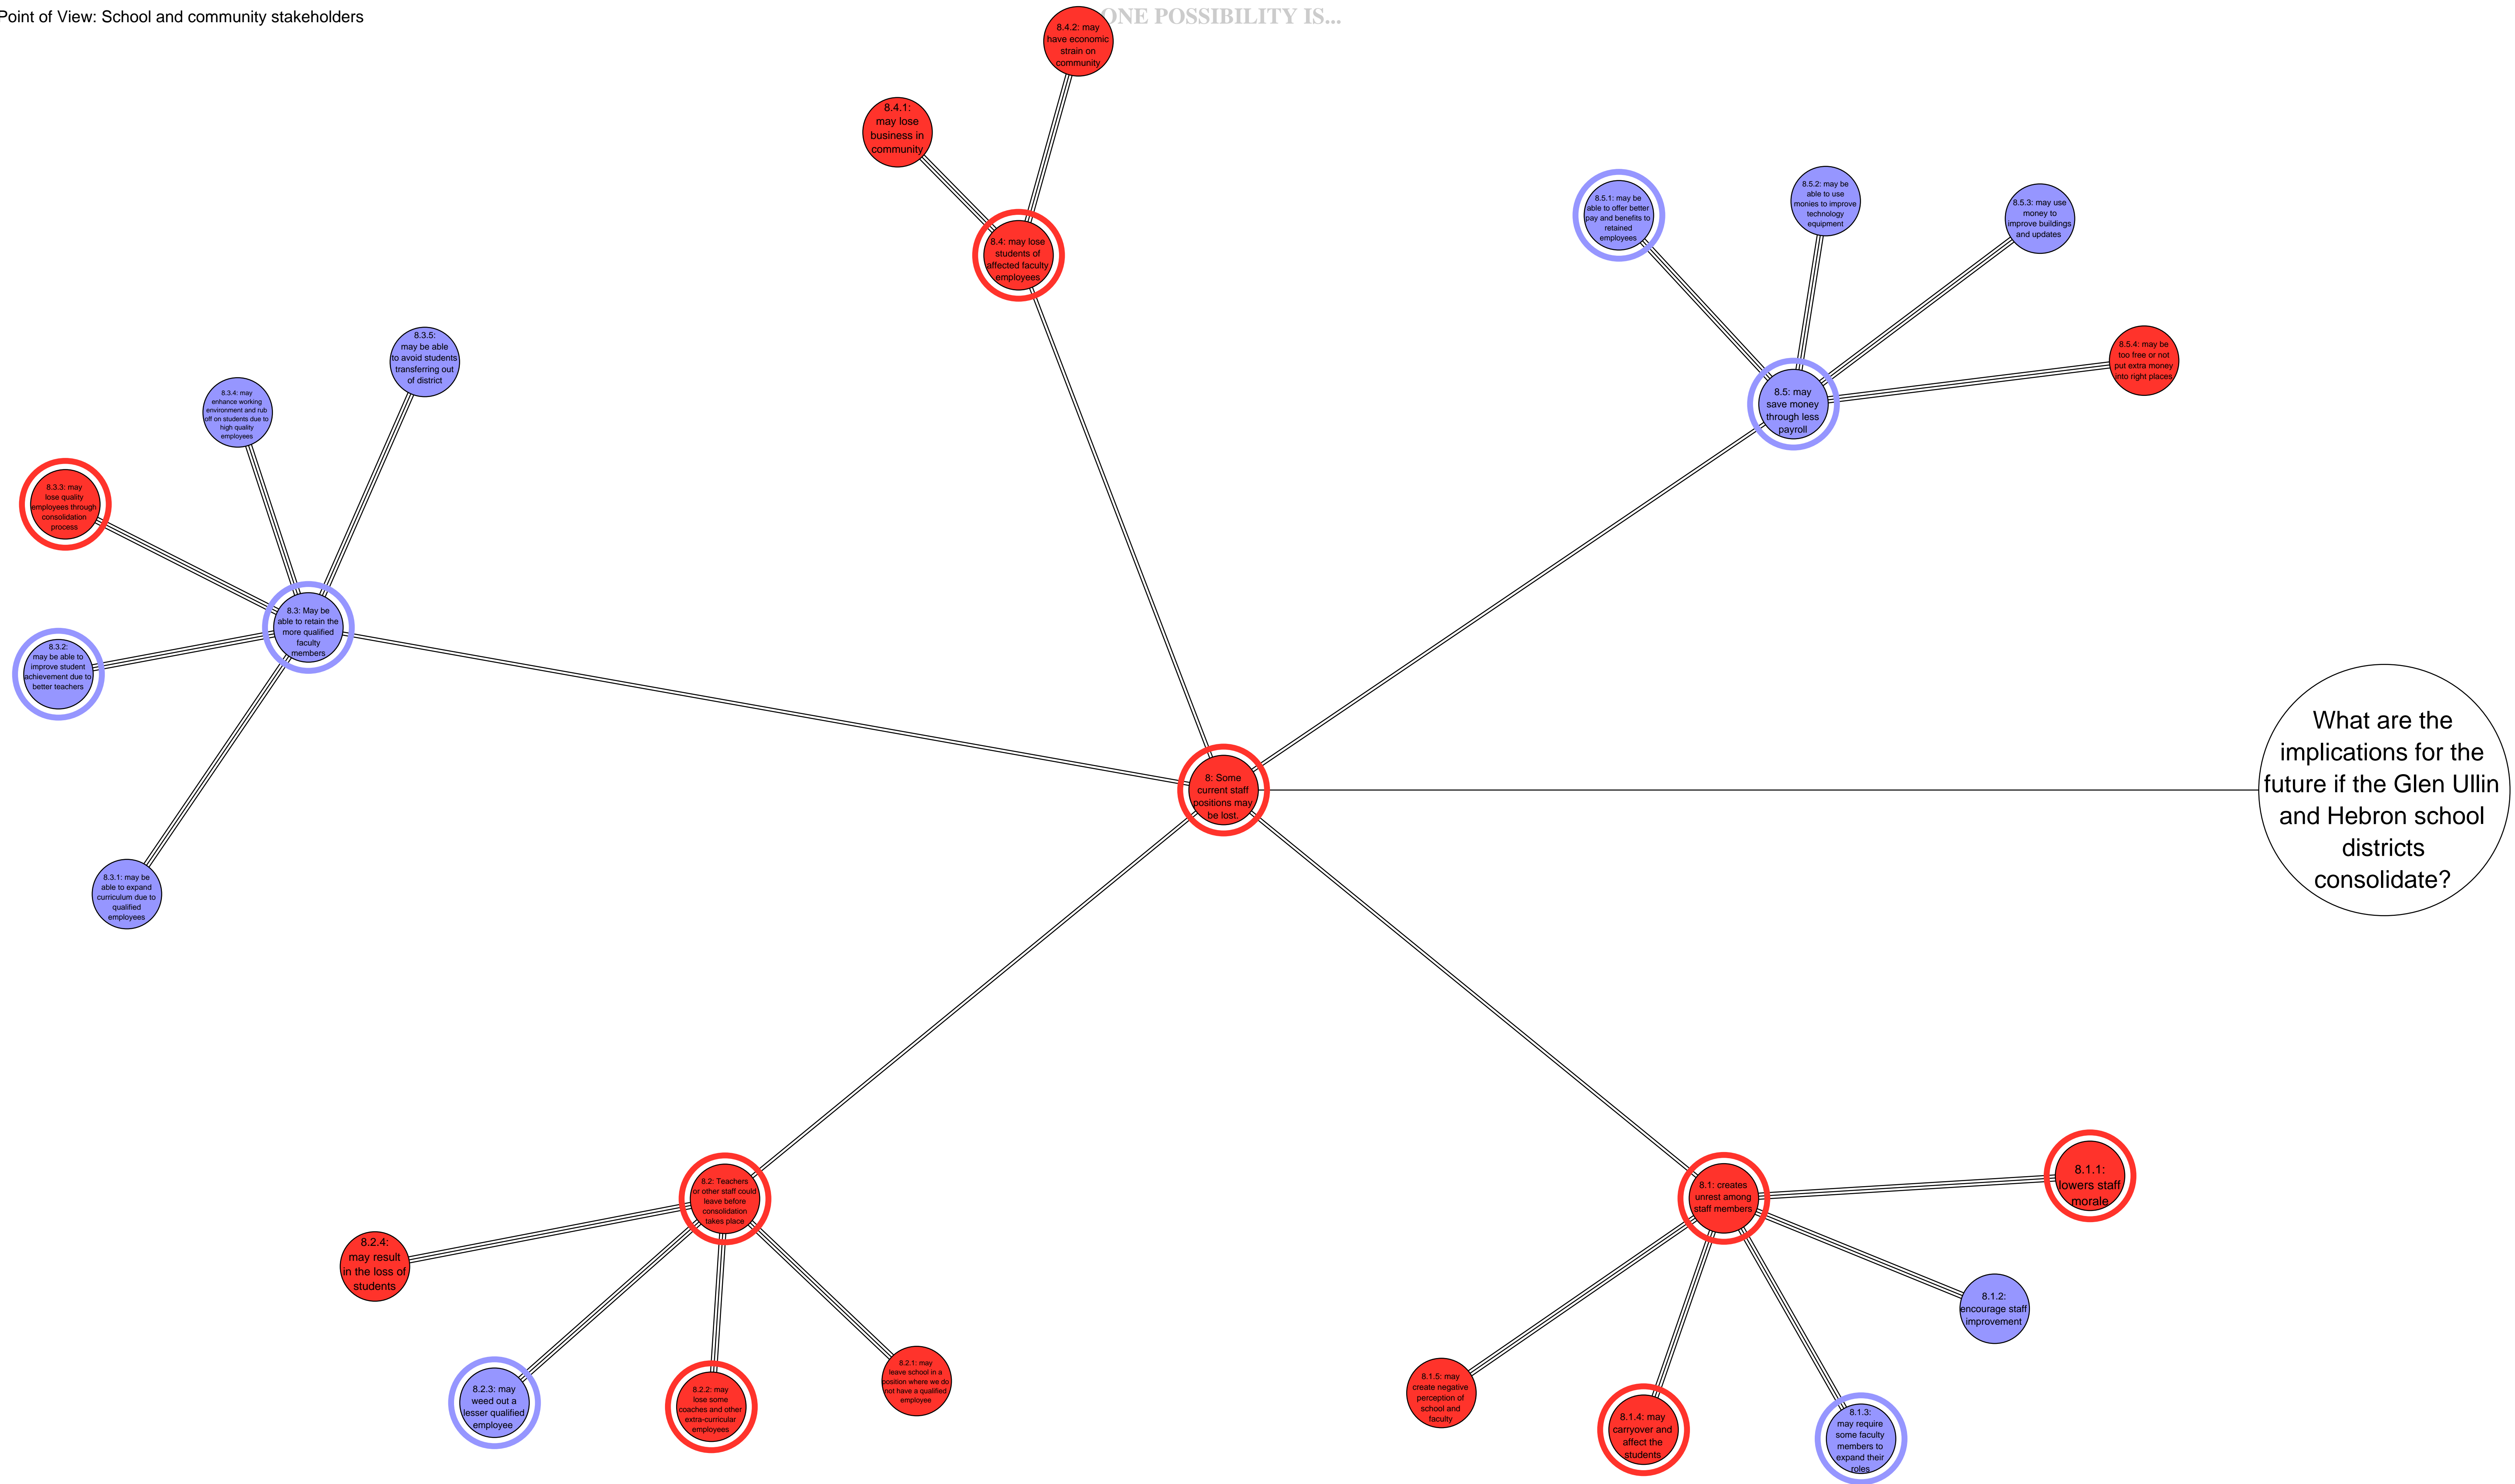 Point of View: School and community stakeholders
ONE POSSIBILITY IS...
8.4.2: may
have economic
strain on
community
8.4.1:
may lose
business in
community
8.4: may lose
students of
affected faculty
employees
8.5.1: may be
able to offer better
pay and benefits to
retained
employees
8.5.2: may be
able to use
monies to improve
technology
equipment
8.5.3: may use
money to
improve buildings
and updates
8.5.4: may be
too free or not
put extra money
into right places
8.5: may
save money
through less
payroll
8.3.5:
may be able
to avoid students
transferring out
of district
8.3.4: may
enhance working
environment and rub
off on students due to
high quality
employees
8.3.3: may
lose quality
employees through
consolidation
process
8.3: May be
able to retain the
more qualified
faculty
members
8.3.2:
may be able to
improve student
achievement due to
better teachers
8.3.1: may be
able to expand
curriculum due to
qualified
employees
8: Some
current staff
positions may
be lost.
What are the
implications for the
future if the Glen Ullin
and Hebron school
districts
consolidate?
8.2: Teachers
or other staff could
leave before
consolidation
takes place
8.2.4:
may result
in the loss of
students
8.2.3: may
weed out a
lesser qualified
employee
8.2.2: may
lose some
coaches and other
extra-curricular
employees
8.2.1: may
leave school in a
position where we do
not have a qualified
employee
8.1: creates
unrest among
staff members
8.1.1:
lowers staff
morale
8.1.2:
encourage staff
improvement
8.1.5: may
create negative
perception of
school and
faculty
8.1.4: may
carryover and
affect the
students
8.1.3:
may require
some faculty
members to
expand their
roles